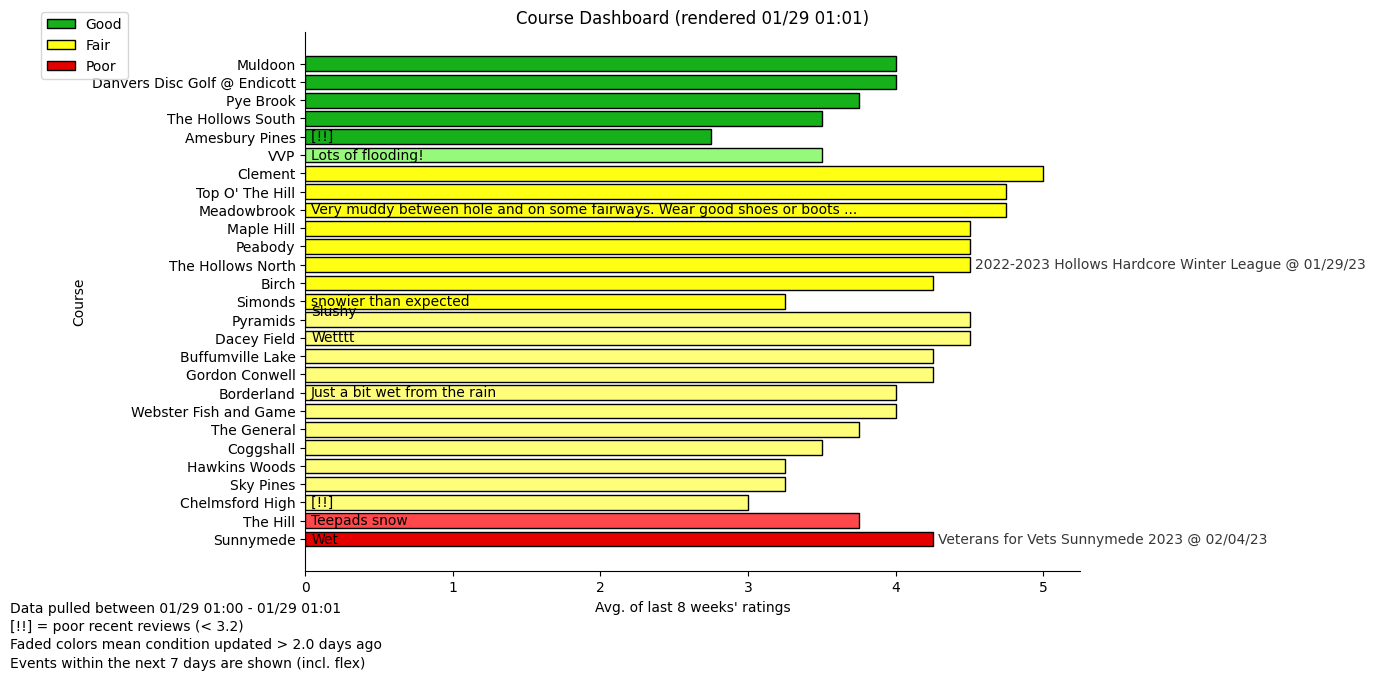 Course Dashboard (rendered 01/29 01:01)
Good
Fair
Poor
Muldoon
Danvers Disc Golf @ Endicott
Pye Brook
The Hollows South
Amesbury Pines [!!]
VVP Lots of flooding!
Clement
Top O' The Hill
Meadowbrook Very muddy between hole and on some fairways. Wear good shoes or boots ...
Maple Hill
Peabody
The Hollows North 2022-2023 Hollows Hardcore Winter League @ 01/29/23
Birch
Simonds snowier than expected
Pyramids Slushy
Dacey Field Wetttt
Buffumville Lake
Gordon Conwell
Borderland Just a bit wet from the rain
Webster Fish and Game
The General
Coggshall
Hawkins Woods
Sky Pines
Chelmsford High [!!]
The Hill Teepads snow
Sunnymede Wet Veterans for Vets Sunnymede 2023 @ 02/04/23
Course
0 1 2 3 4 5
Avg. of last 8 weeks' ratings
Data pulled between 01/29 01:00 - 01/29 01:01
[!!] = poor recent reviews (< 3.2)
Faded colors mean condition updated > 2.0 days ago
Events within the next 7 days are shown (incl. flex)